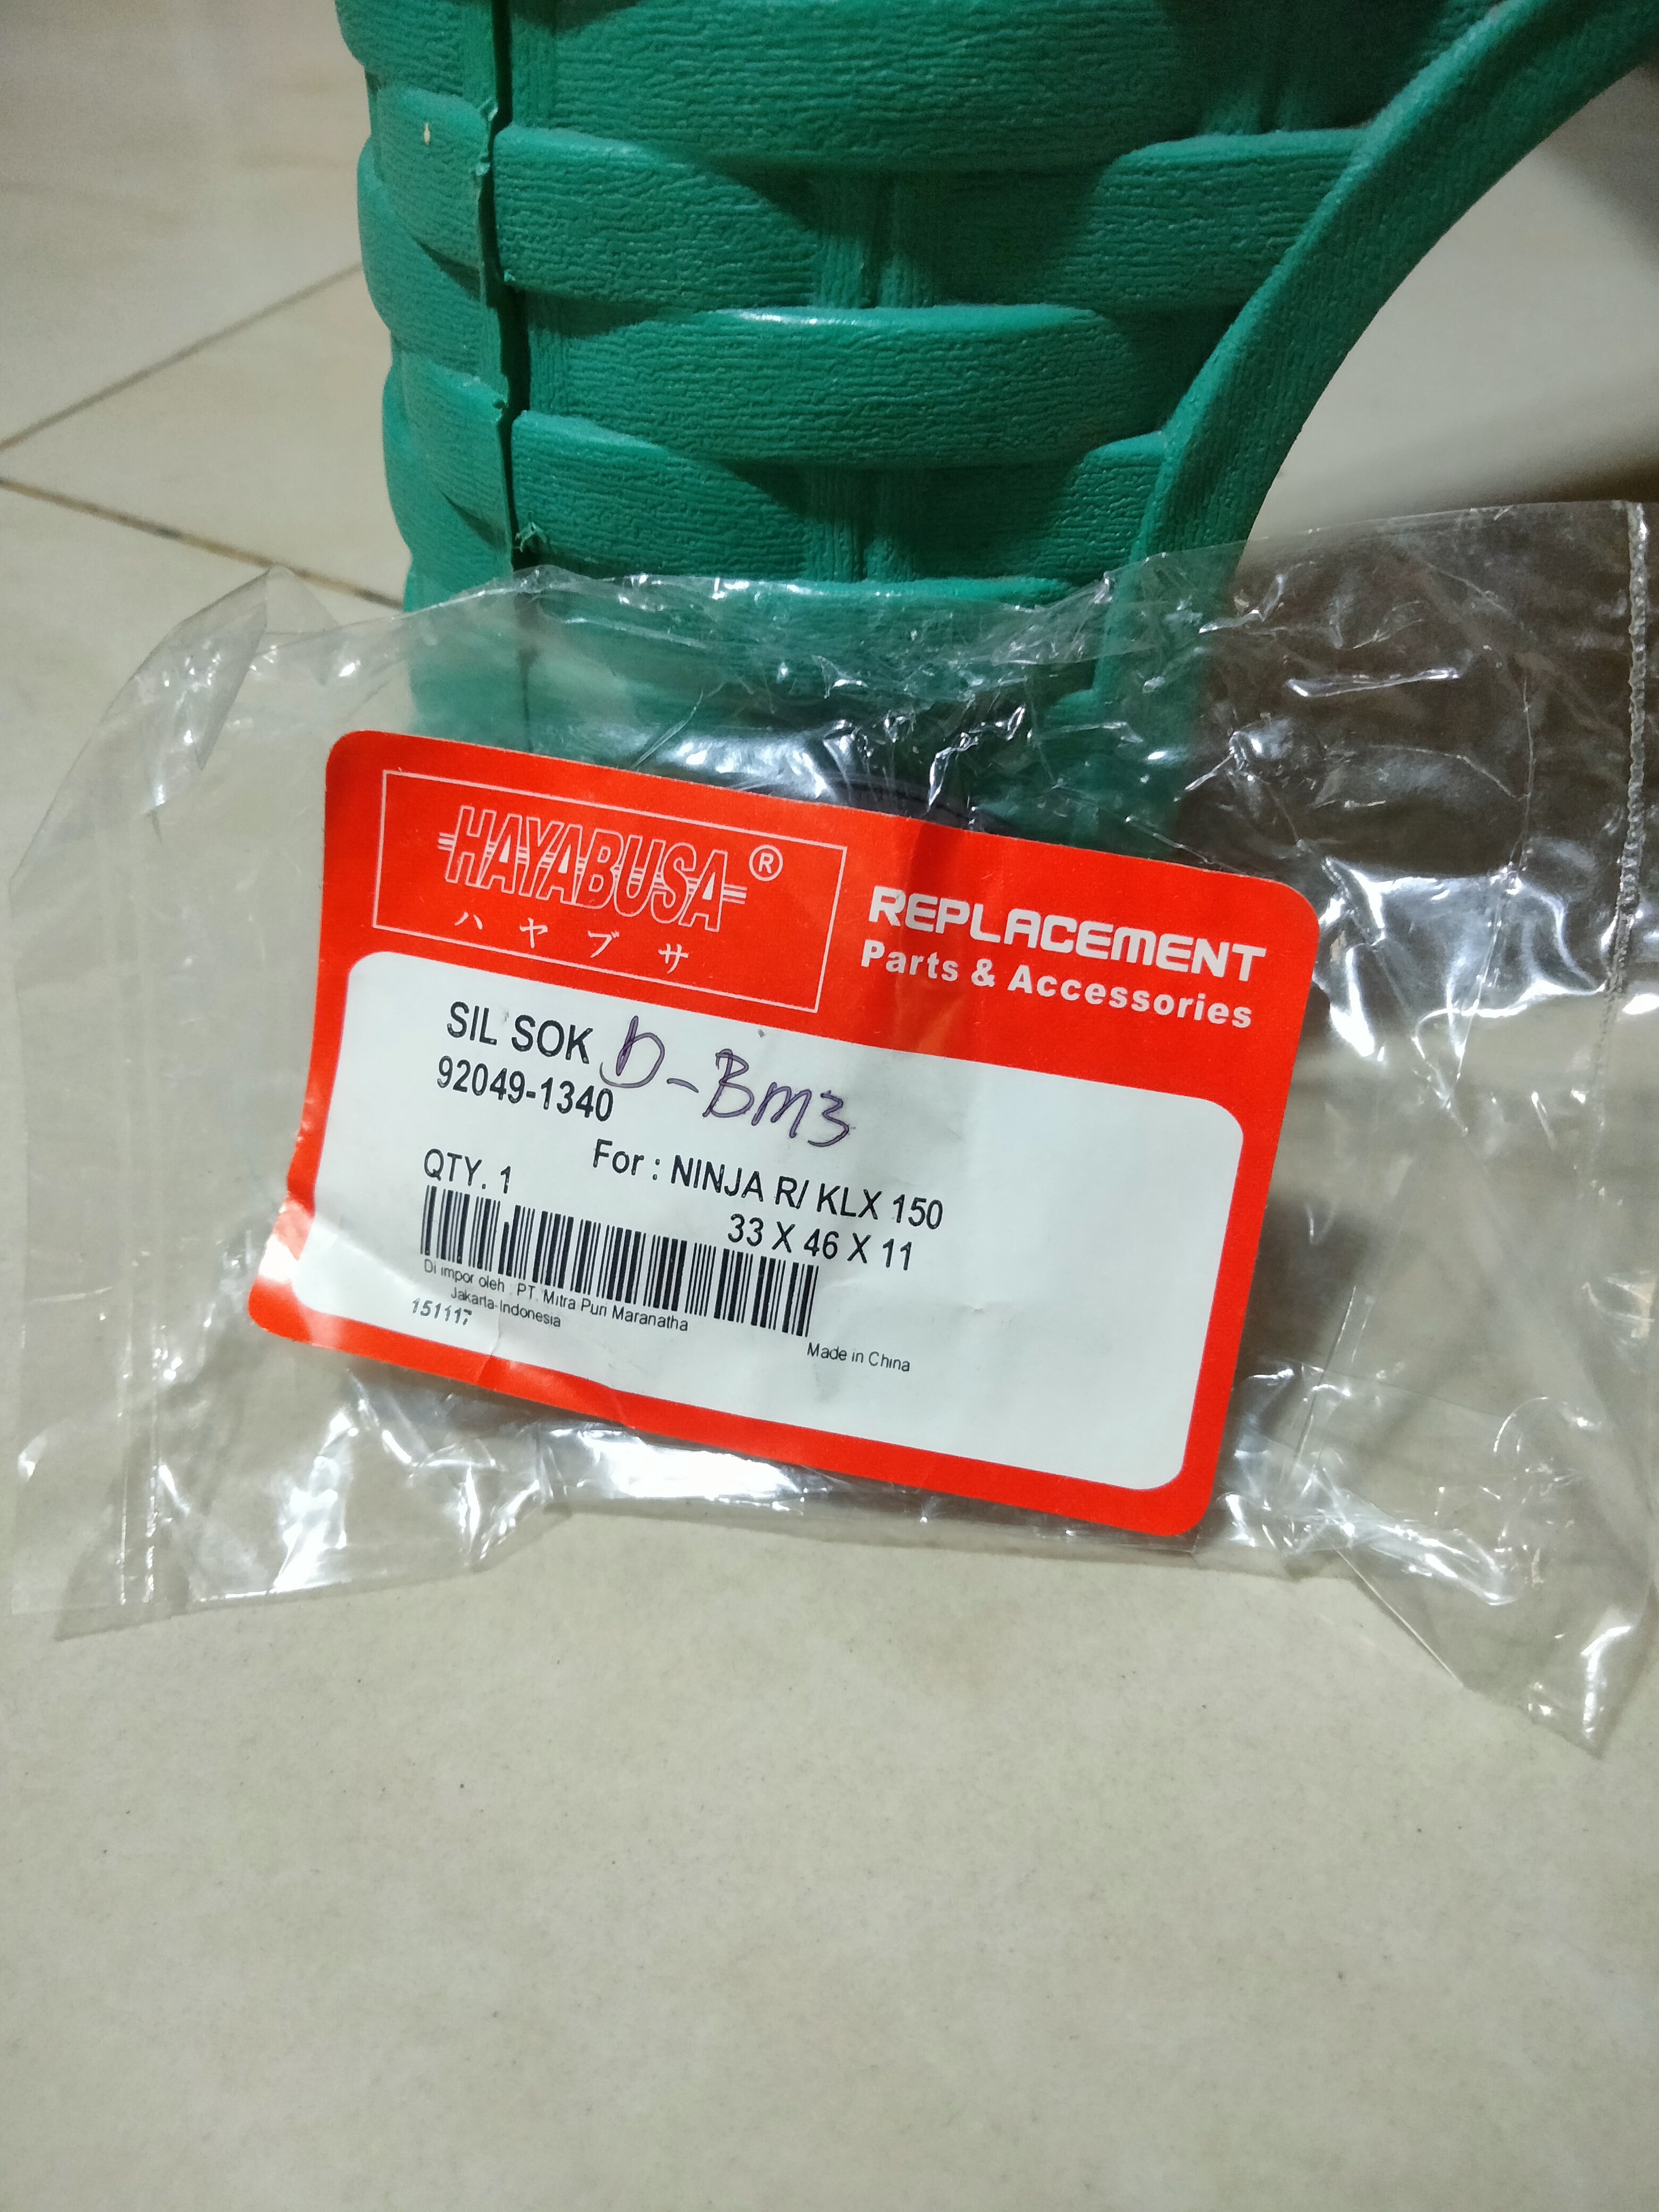 HAYABUSA®
ハヤブサ
REPLACEMENT
Parts & Accessories
SIL SOK D-BM3
92049-1340
For : NINJA R/ KLX 150
QTY. 1
33 X 46 X 11
Di impor oleh : PT. Mitra Puri Maranatha
Jakarta-Indonesia
151117
Made in China